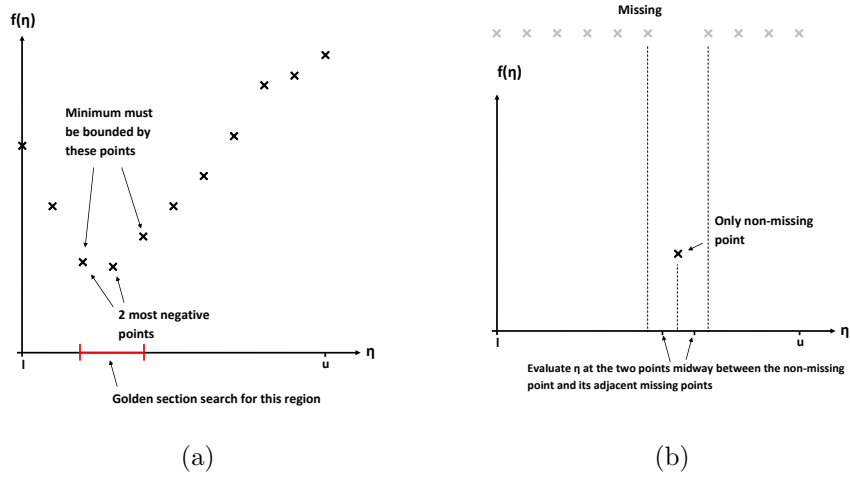 f(η)
Minimum must
be bounded by
these points
2 most negative
points
η
l
u
Golden section search for this region
(a)
Missing
f(η)
Only non-missing
point
η
l
u
Evaluate η at the two points midway between the non-missing
point and its adjacent missing points
(b)